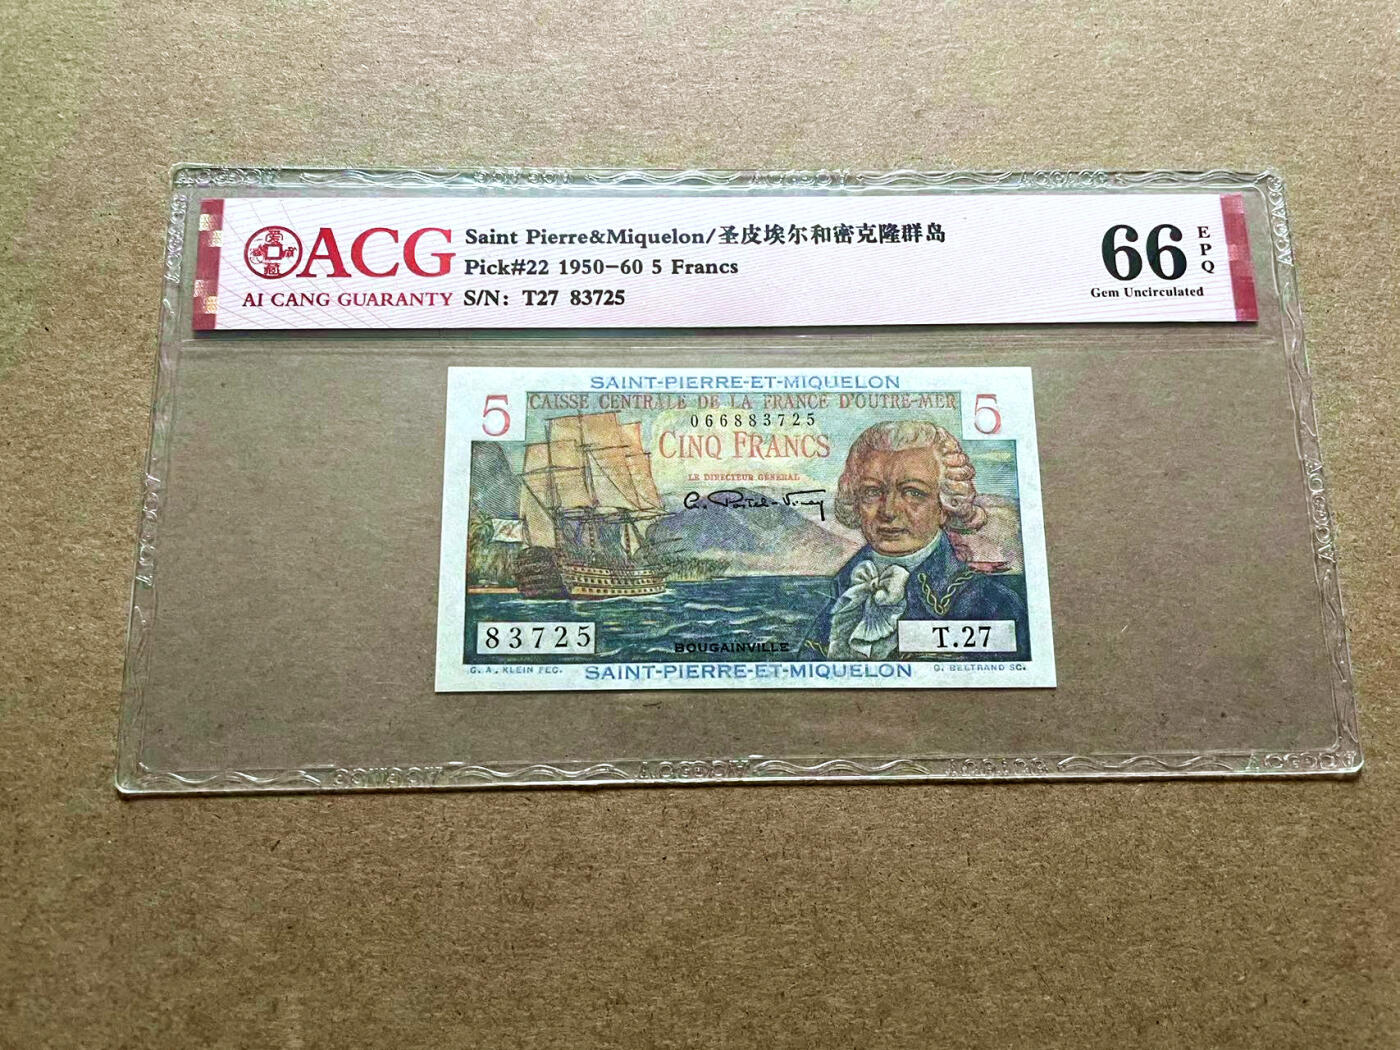 ACG
爱藏
AI CANG GUARANTY
Saint Pierre&Miquelon/圣皮埃尔和密克隆群岛
Pick#22 1950-60 5 Francs
S/N: T27 83725
66 EPQ
Gem Uncirculated
SAINT-PIERRE-ET-MIQUELON
5 CAISSE CENTRALE DE LA FRANCE D'OUTRE-MER 5
066883725
CINQ FRANCS
LE DIRECTEUR GÉNÉRAL
83725
BOUGAINVILLE
T.27
G. A. KLEIN FEC.
SAINT-PIERRE-ET-MIQUELON
G. BELTRAND SC.